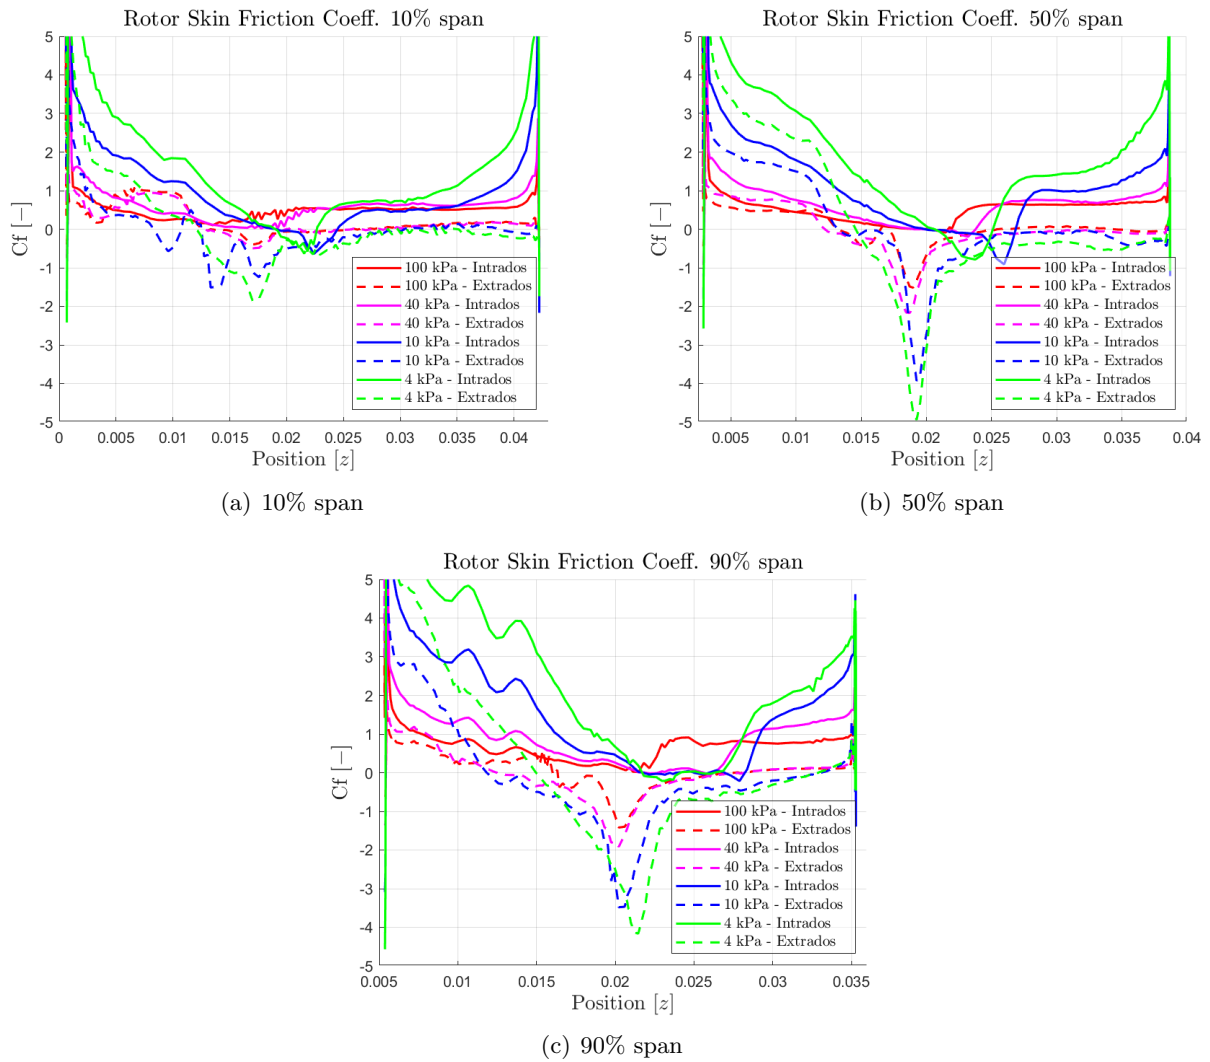 Rotor Skin Friction Coeff. 10% span
5
4
3
2
1
0
-1
-2
-3
-4
-5
Cf [−]
0 0.005 0.01 0.015 0.02 0.025 0.03 0.035 0.04
Position [z]
100 kPa - Intrados
100 kPa - Extrados
40 kPa - Intrados
40 kPa - Extrados
10 kPa - Intrados
10 kPa - Extrados
4 kPa - Intrados
4 kPa - Extrados
(a) 10% span
Rotor Skin Friction Coeff. 50% span
5
4
3
2
1
0
-1
-2
-3
-4
-5
Cf [−]
0.005 0.01 0.015 0.02 0.025 0.03 0.035 0.04
Position [z]
100 kPa - Intrados
100 kPa - Extrados
40 kPa - Intrados
40 kPa - Extrados
10 kPa - Intrados
10 kPa - Extrados
4 kPa - Intrados
4 kPa - Extrados
(b) 50% span
Rotor Skin Friction Coeff. 90% span
5
4
3
2
1
0
-1
-2
-3
-4
-5
Cf [−]
0.005 0.01 0.015 0.02 0.025 0.03 0.035
Position [z]
100 kPa - Intrados
100 kPa - Extrados
40 kPa - Intrados
40 kPa - Extrados
10 kPa - Intrados
10 kPa - Extrados
4 kPa - Intrados
4 kPa - Extrados
(c) 90% span